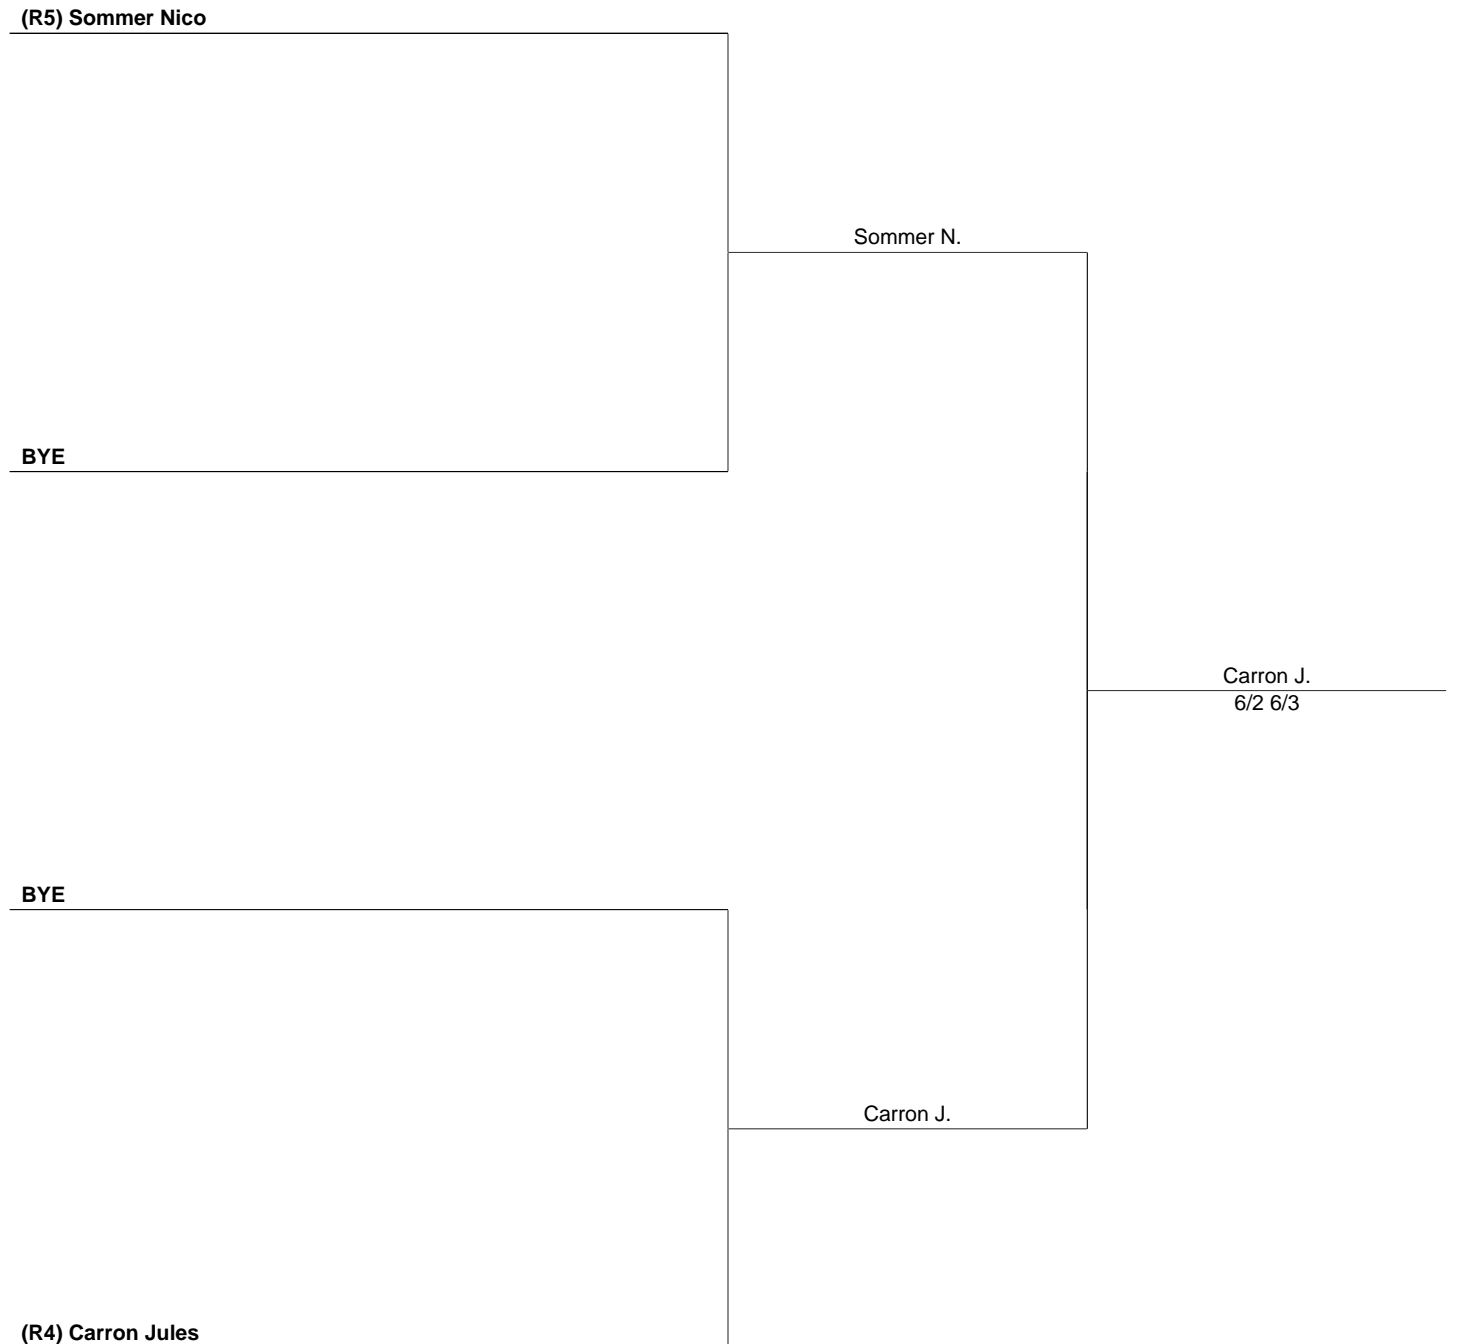 (R5) Sommer Nico
Sommer N.
BYE
Carron J.
6/2 6/3
BYE
Carron J.
(R4) Carron Jules